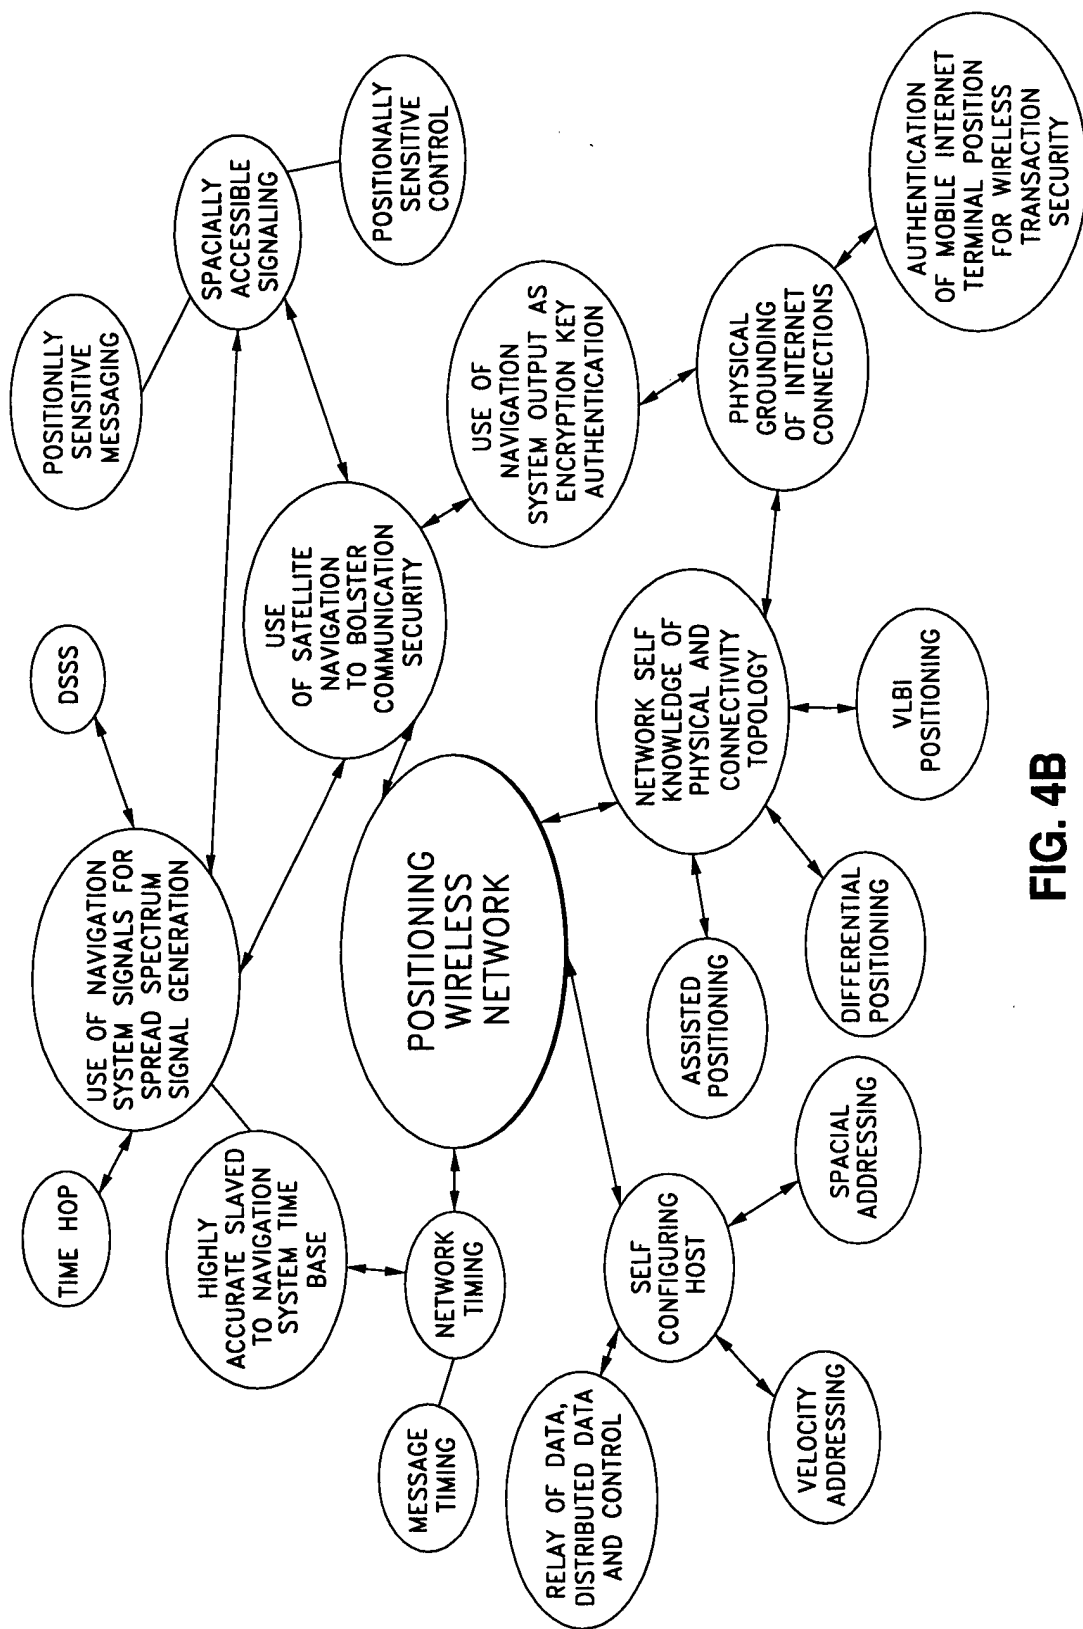 TIME HOP
USE OF NAVIGATION
SYSTEM SIGNALS FOR
SPREAD SPECTRUM
SIGNAL GENERATION
DSSS
POSITIONLY
SENSITIVE
MESSAGING
SPACIALLY
ACCESSIBLE
SIGNALING
POSITIONALLY
SENSITIVE
CONTROL
HIGHLY
ACCURATE SLAVED
TO NAVIGATION
SYSTEM TIME
BASE
USE
OF SATELLITE
NAVIGATION
TO BOLSTER
COMMUNICATION
SECURITY
MESSAGE
TIMING
NETWORK
TIMING
POSITIONING
WIRELESS
NETWORK
USE OF
NAVIGATION
SYSTEM OUTPUT AS
ENCRYPTION KEY
AUTHENTICATION
RELAY OF DATA,
DISTRIBUTED DATA
AND CONTROL
SELF
CONFIGURING
HOST
ASSISTED
POSITIONING
NETWORK SELF
KNOWLEDGE OF
PHYSICAL AND
CONNECTIVITY
TOPOLOGY
PHYSICAL
GROUNDING
OF INTERNET
CONNECTIONS
VELOCITY
ADDRESSING
SPACIAL
ADDRESSING
DIFFERENTIAL
POSITIONING
VLBI
POSITIONING
AUTHENTICATION
OF MOBILE INTERNET
TERMINAL POSITION
FOR WIRELESS
TRANSACTION
SECURITY
FIG. 4B